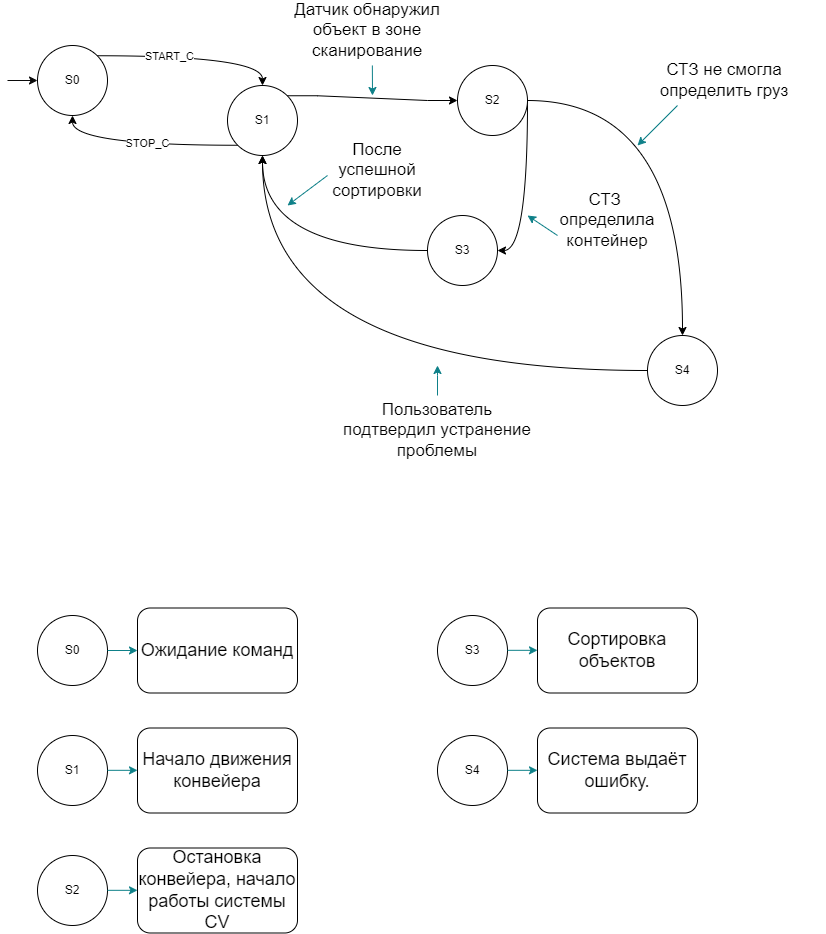 Датчик обнаружил
объект в зоне
сканирование
S0
START_C
STOP_C
S1
S2
СТЗ не смогла
определить груз
После
успешной
сортировки
СТЗ
определила
контейнер
S3
S4
Пользователь
подтвердил устранение
проблемы
S0
Ожидание команд
S3
Сортировка
объектов
S1
Начало движения
конвейера
S4
Система выдаёт
ошибку.
S2
Остановка
конвейера, начало
работы системы
CV